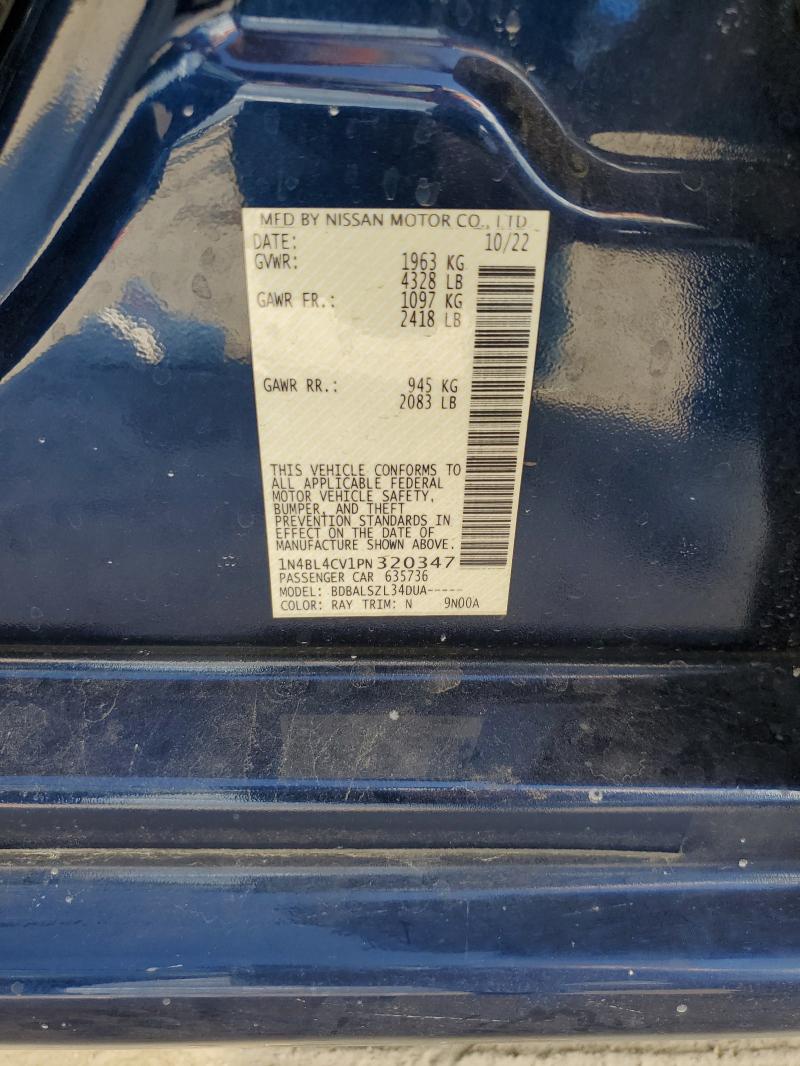 MFD BY NISSAN MOTOR CO., LTD
DATE: 10/22
GVWR: 1963 KG
4328 LB
GAWR FR.: 1097 KG
2418 LB
GAWR RR.: 945 KG
2083 LB
THIS VEHICLE CONFORMS TO
ALL APPLICABLE FEDERAL
MOTOR VEHICLE SAFETY,
BUMPER, AND THEFT
PREVENTION STANDARDS IN
EFFECT ON THE DATE OF
MANUFACTURE SHOWN ABOVE.
1N4BL4CV1PN320347
PASSENGER CAR 635736
MODEL: BDBALSZL34DUA-----
COLOR: RAY TRIM: N 9N00A